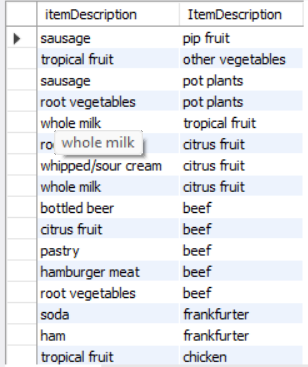 itemDescription ItemDescription
sausage pip fruit
tropical fruit other vegetables
sausage pot plants
root vegetables pot plants
whole milk tropical fruit
ro whole milk citrus fruit
whipped/sour cream citrus fruit
whole milk citrus fruit
bottled beer beef
citrus fruit beef
pastry beef
hamburger meat beef
root vegetables beef
soda frankfurter
ham frankfurter
tropical fruit chicken